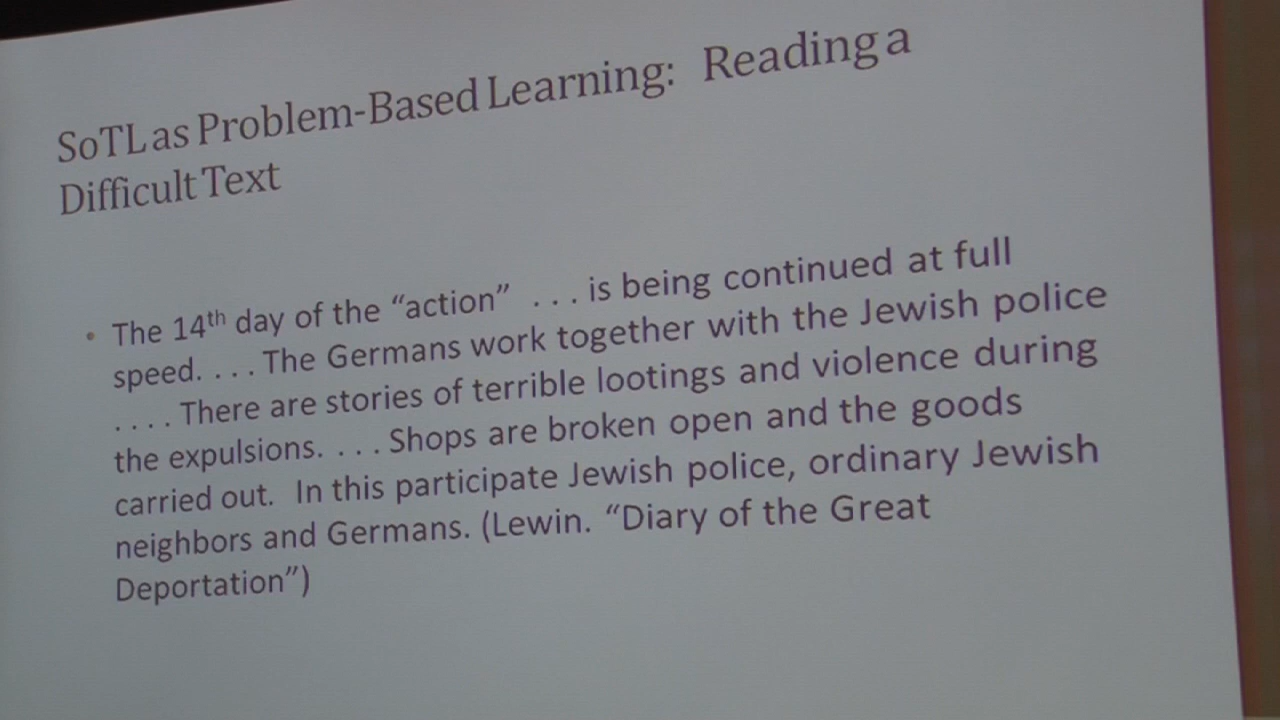 SoTL as Problem-Based Learning: Reading a
Difficult Text
• The 14th day of the “action” . . . is being continued at full
speed. . . . The Germans work together with the Jewish police
. . . . There are stories of terrible lootings and violence during
the expulsions. . . . Shops are broken open and the goods
carried out. In this participate Jewish police, ordinary Jewish
neighbors and Germans. (Lewin. “Diary of the Great
Deportation”)